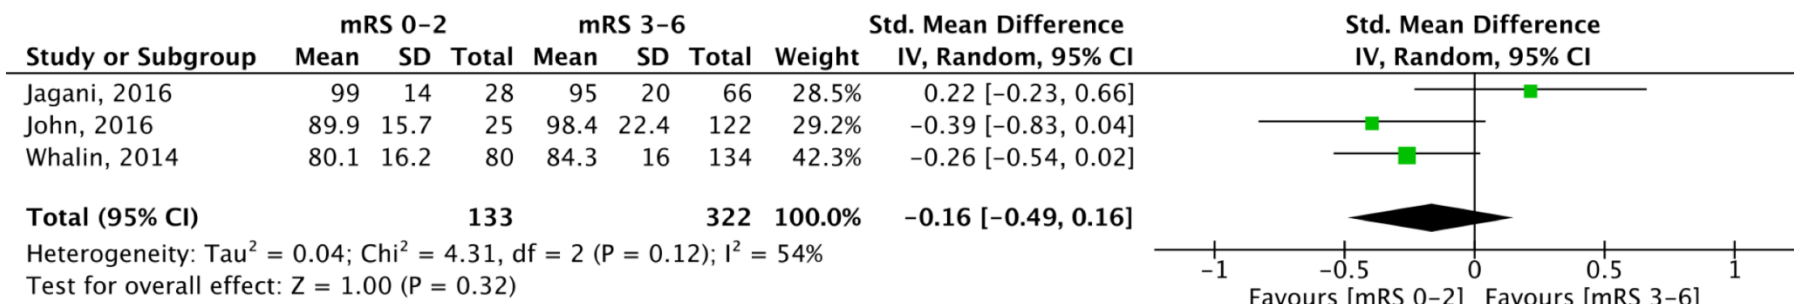 mRS 0–2 mRS 3–6 Std. Mean Difference Std. Mean Difference
Study or Subgroup Mean SD Total Mean SD Total Weight IV, Random, 95% CI IV, Random, 95% CI
Jagani, 2016 99 14 28 95 20 66 28.5% 0.22 [−0.23, 0.66]
John, 2016 89.9 15.7 25 98.4 22.4 122 29.2% −0.39 [−0.83, 0.04]
Whalin, 2014 80.1 16.2 80 84.3 16 134 42.3% −0.26 [−0.54, 0.02]
Total (95% CI) 133 322 100.0% −0.16 [−0.49, 0.16]
Heterogeneity: Tau² = 0.04; Chi² = 4.31, df = 2 (P = 0.12); I² = 54%
Test for overall effect: Z = 1.00 (P = 0.32)
−1 −0.5 0 0.5 1
Favours [mRS 0–2] Favours [mRS 3–6]